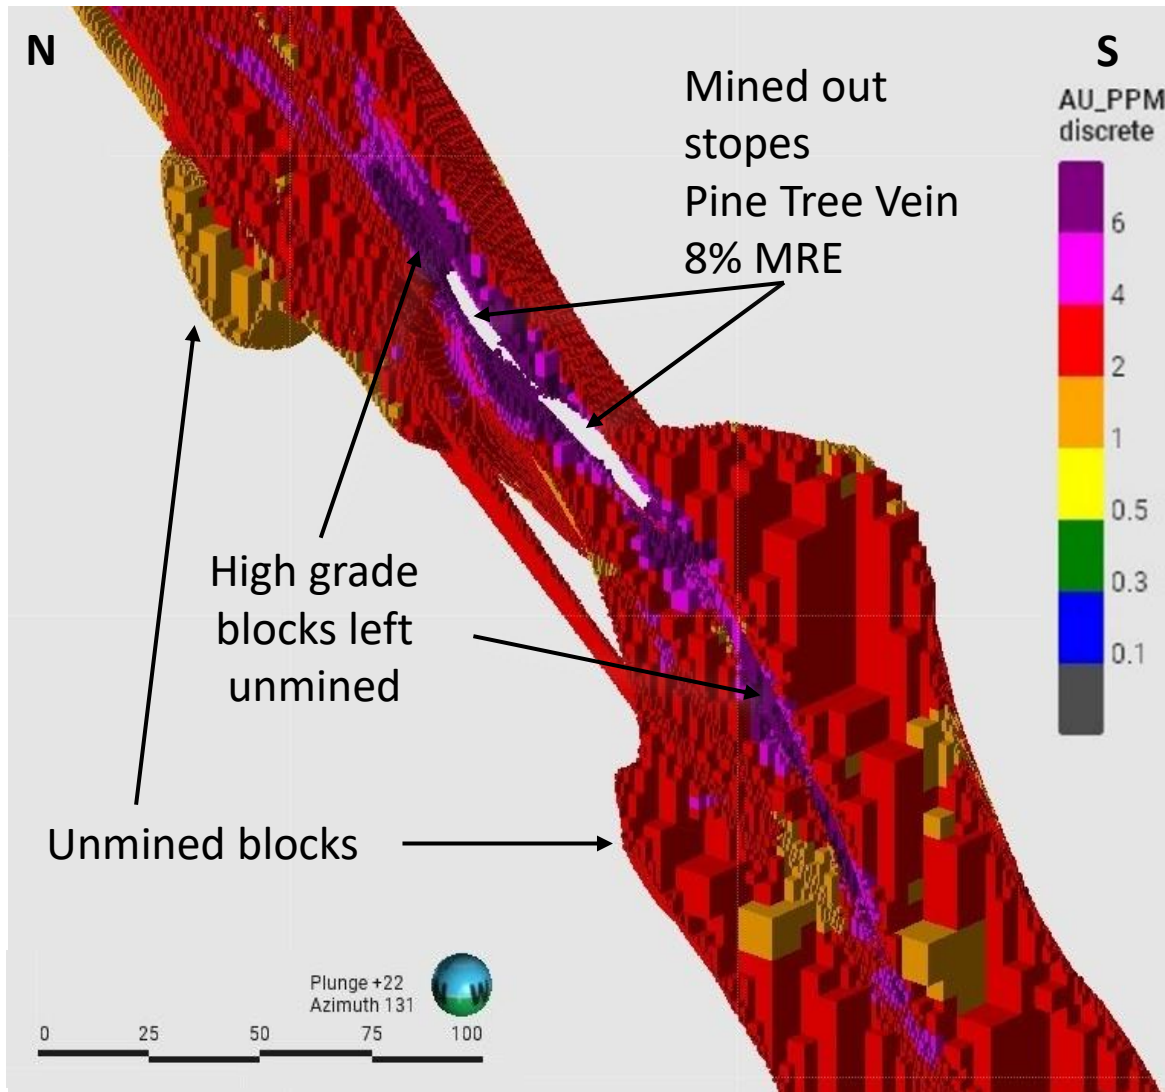 N
S
AU_PPM
discrete
6
4
2
1
0.5
0.3
0.1
Mined out
stopes
Pine Tree Vein
8% MRE
High grade
blocks left
unmined
Unmined blocks
Plunge +22
Azimuth 131
0 25 50 75 100